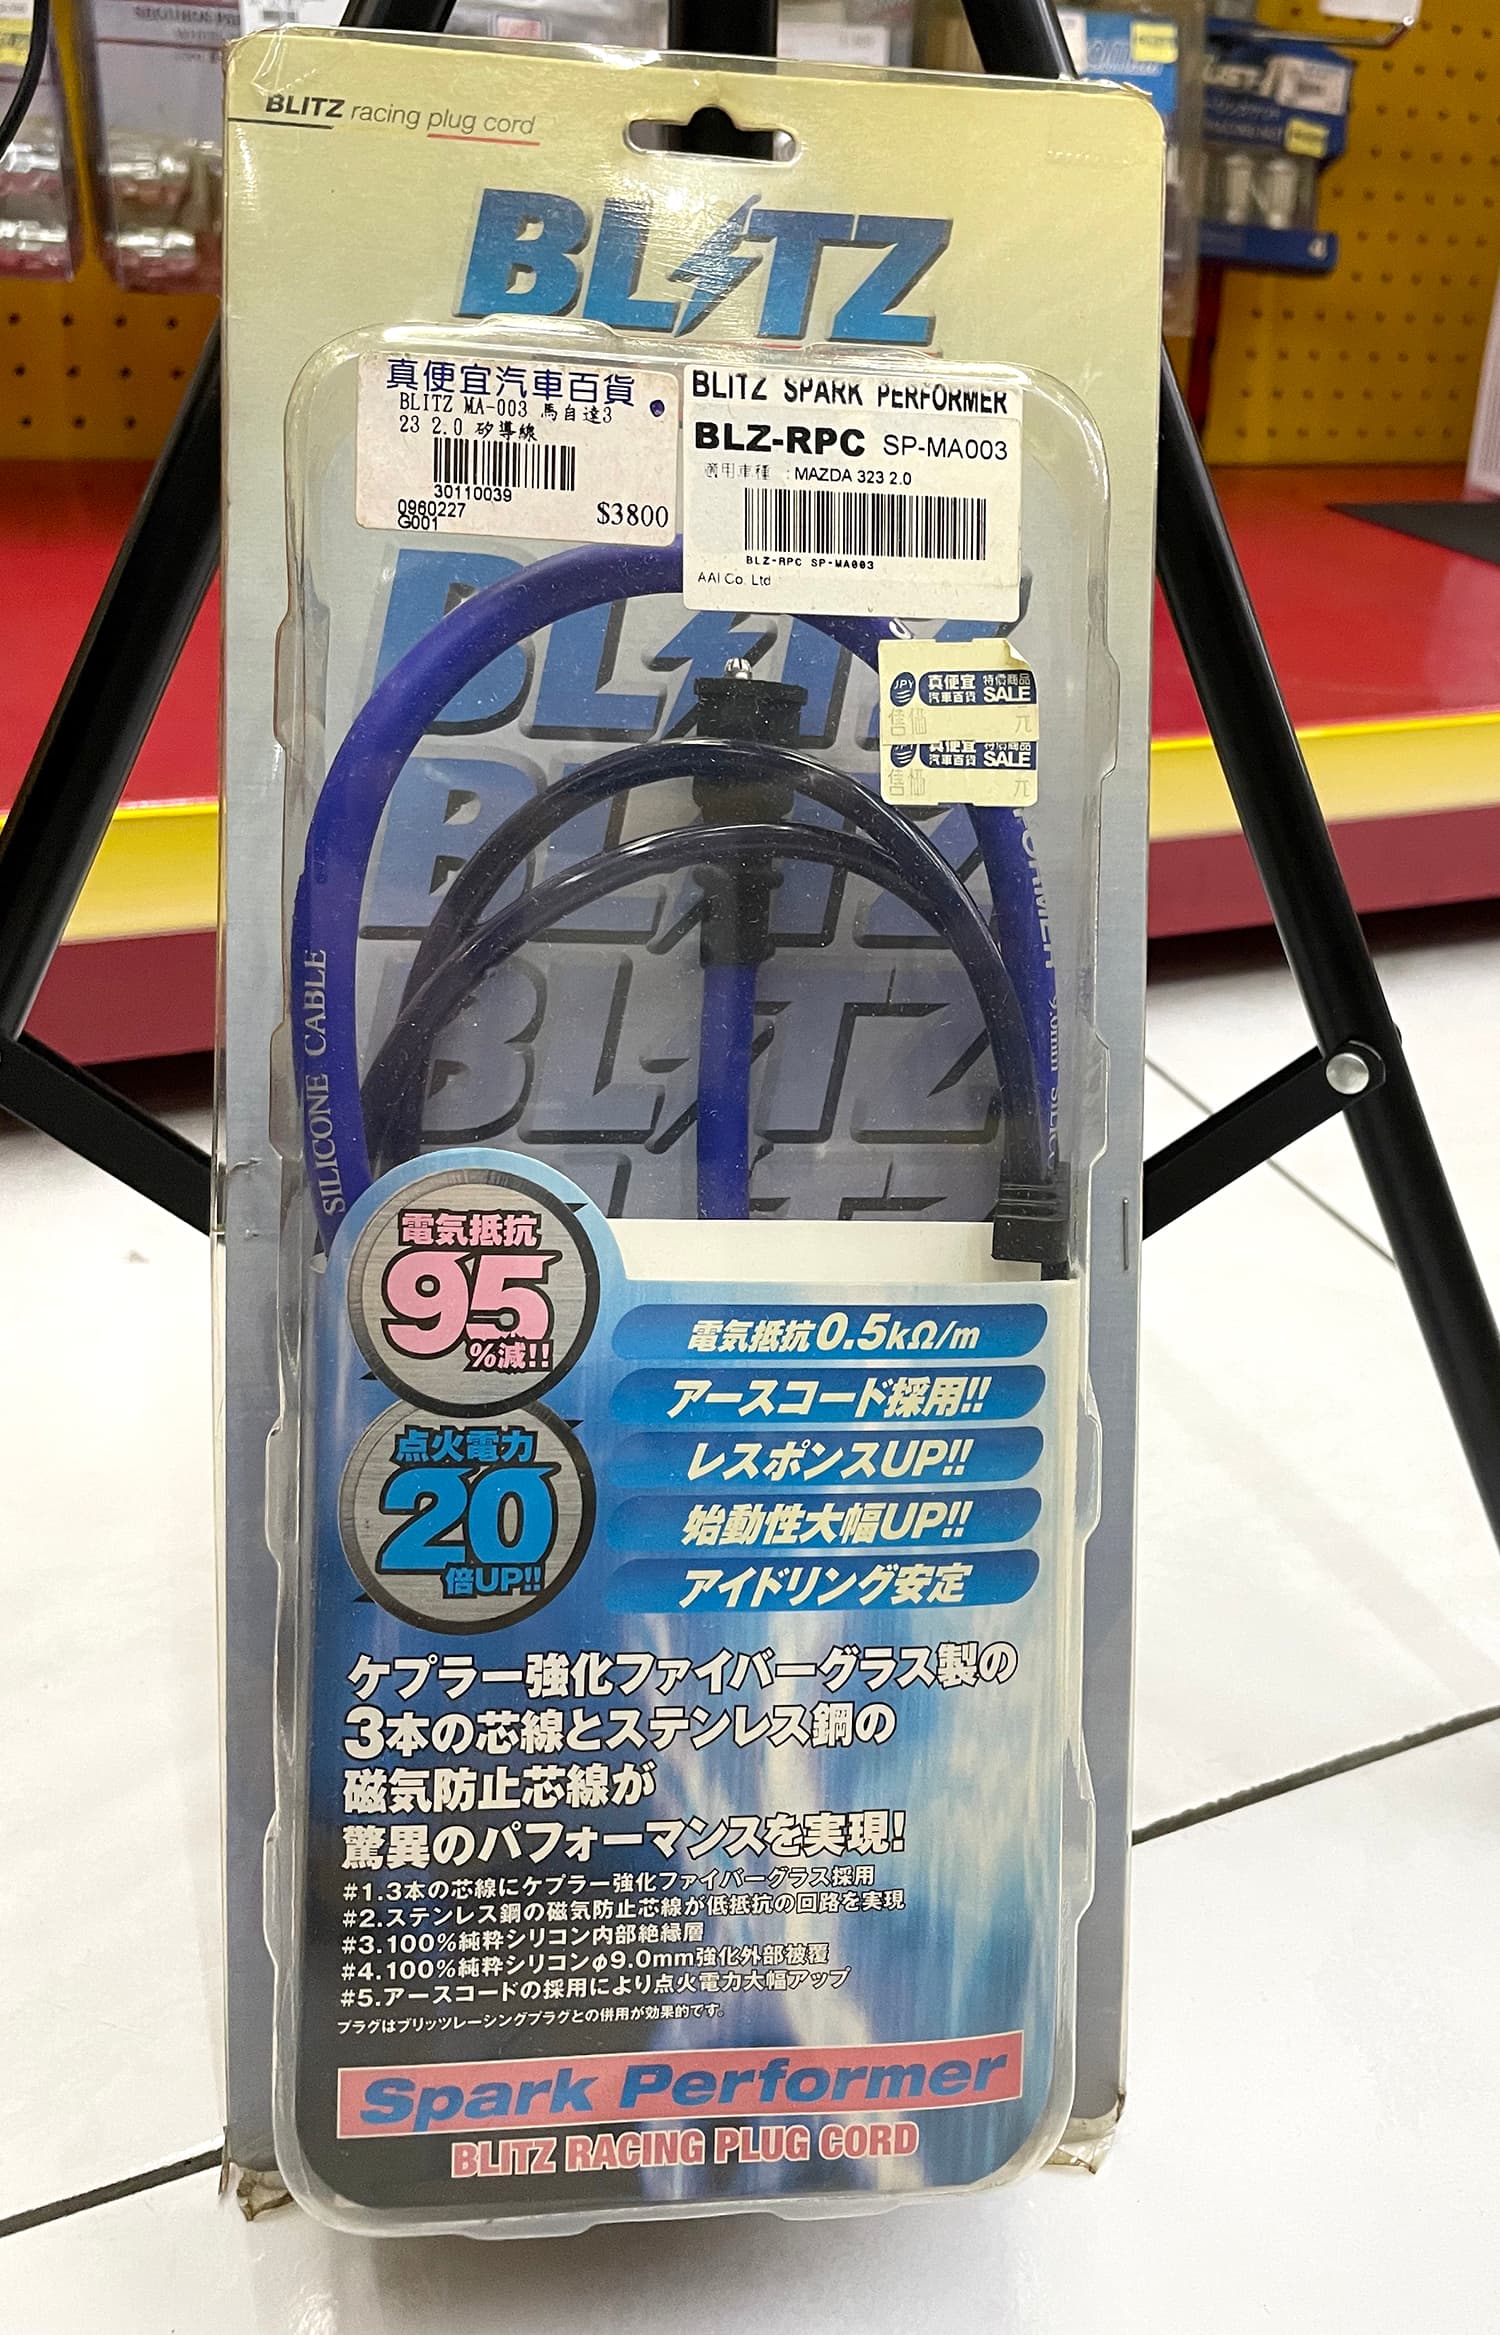 BLITZ racing plug cord
BLITZ
真便宜汽車百貨
BLITZ MA-003 馬自達3
23 2.0 矽導線
30110039
0960227
G001
$3800
BLITZ SPARK PERFORMER
BLZ-RPC SP-MA003
適用車種 : MAZDA 323 2.0
BLZ-RPC SP-MA003
AAI Co. Ltd
JPY 真便宜 汽車百貨 特價商品 SALE
售價 元
真便宜 汽車百貨 特價商品 SALE
售價 元
BLITZ
BLITZ
BLITZ
SILICONE CABLE
9.0mm
電気抵抗
95
%減!!
点火電力
20
倍UP!!
電気抵抗0.5kΩ/m
アースコード採用!!
レスポンスUP!!
始動性大幅UP!!
アイドリング安定
ケプラー強化ファイバーグラス製の
3本の芯線とステンレス鋼の
磁気防止芯線が
驚異のパフォーマンスを実現!
#1.3本の芯線にケプラー強化ファイバーグラス採用
#2.ステンレス鋼の磁気防止芯線が低抵抗の回路を実現
#3.100%純粋シリコン内部絶縁層
#4.100%純粋シリコンφ9.0mm強化外部被覆
#5.アースコードの採用により点火電力大幅アップ
プラグはブリッツレーシングプラグとの併用が効果的です。
Spark Performer
BLITZ RACING PLUG CORD